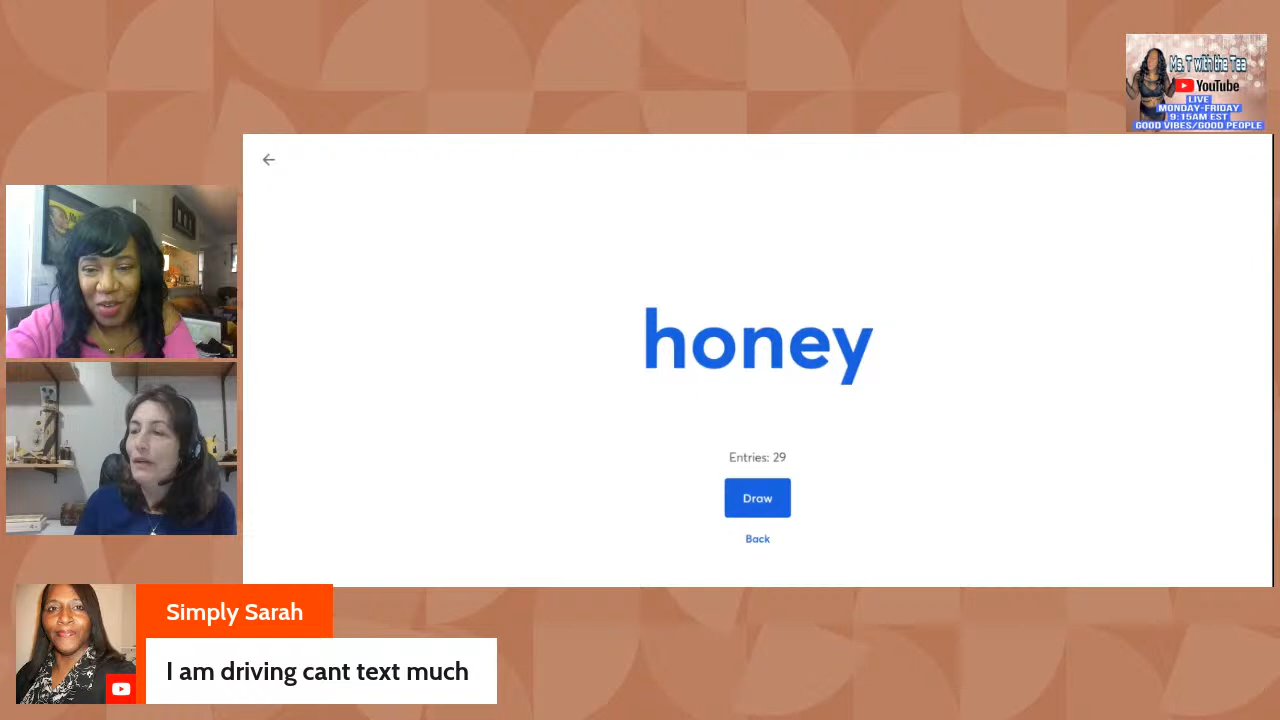 Ms. T with the Tea
YouTube
LIVE
MONDAY-FRIDAY
9:15AM EST
GOOD VIBES/GOOD PEOPLE
honey
Entries: 29
Draw
Back
Simply Sarah
I am driving cant text much